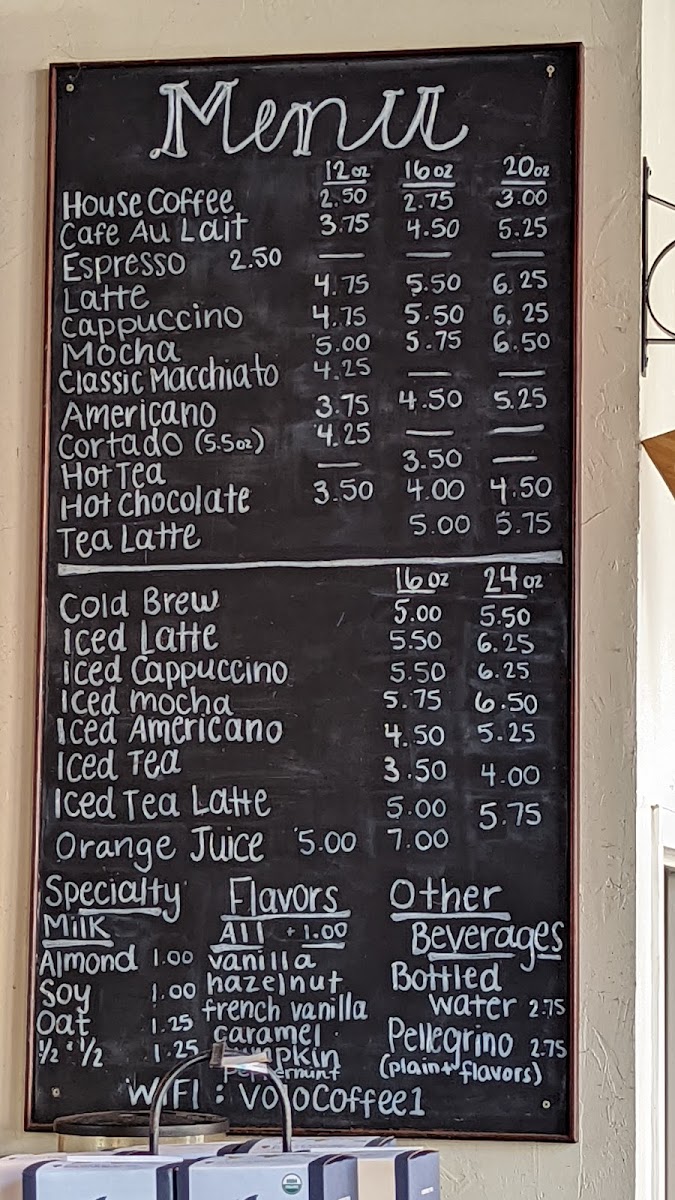 Menu
12oz 16oz 20oz
House Coffee 2.50 2.75 3.00
Cafe Au Lait 3.75 4.50 5.25
Espresso 2.50 — — —
Latte 4.75 5.50 6.25
Cappuccino 4.75 5.50 6.25
Mocha 5.00 5.75 6.50
Classic Macchiato 4.25 — —
Americano 3.75 4.50 5.25
Cortado (5.5oz) 4.25 — —
Hot Tea — 3.50 —
Hot Chocolate 3.50 4.00 4.50
Tea Latte 5.00 5.75
16oz 24oz
Cold Brew 5.00 5.50
Iced Latte 5.50 6.25
Iced Cappuccino 5.50 6.25
Iced mocha 5.75 6.50
Iced Americano 4.50 5.25
Iced Tea 3.50 4.00
Iced Tea Latte 5.00 5.75
Orange Juice 5.00 7.00
Specialty
Milk
Almond 1.00
Soy 1.00
Oat 1.25
1/2 & 1/2 1.25
Flavors
All +1.00
vanilla
hazelnut
french vanilla
caramel
Other
Beverages
Bottled
water 2.75
Pellegrino 2.75
(plain + flavors)
WIFI :